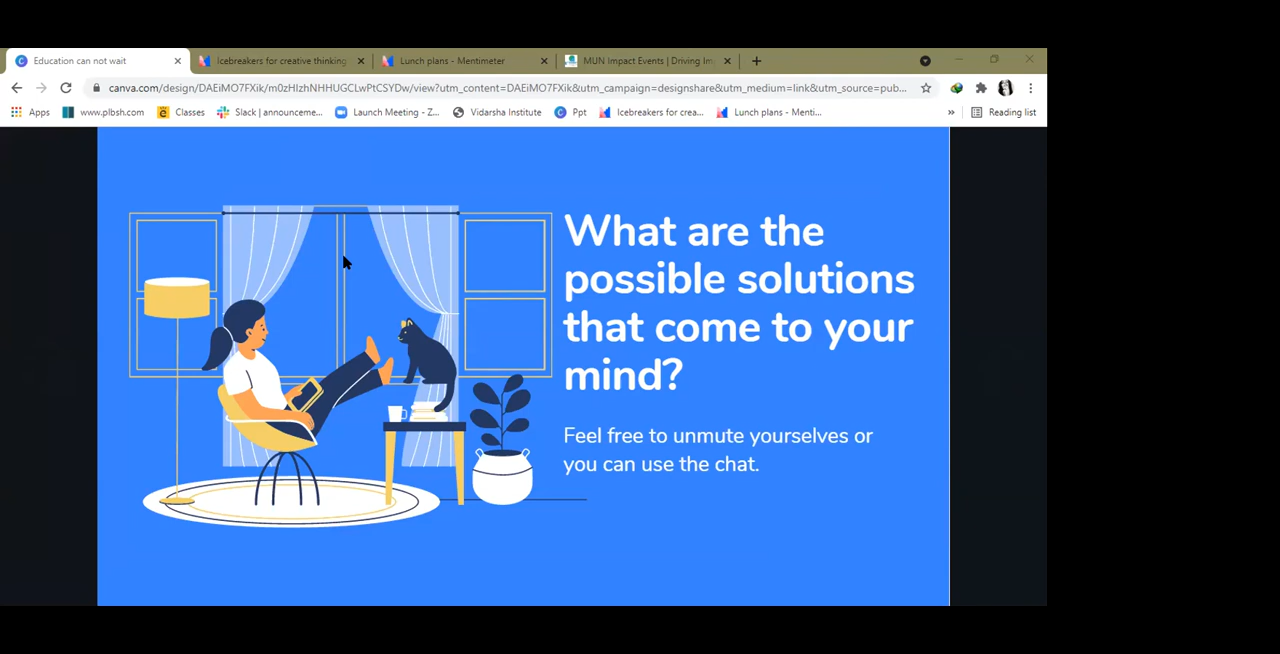 Education can not wait
Icebreakers for creative thinking
Lunch plans - Mentimeter
MUN Impact Events | Driving Im
canva.com/design/DAEiMO7FXik/m0zHIzhNHHUGCLwPtCSYDw/view?utm_content=DAEiMO7FXik&utm_campaign=designshare&utm_medium=link&utm_source=pub...
Apps
www.plbsh.com
Classes
Slack | announceme...
Launch Meeting - Z...
Vidarsha Institute
Ppt
Icebreakers for crea...
Lunch plans - Menti...
»
Reading list
What are the
possible solutions
that come to your
mind?
Feel free to unmute yourselves or
you can use the chat.